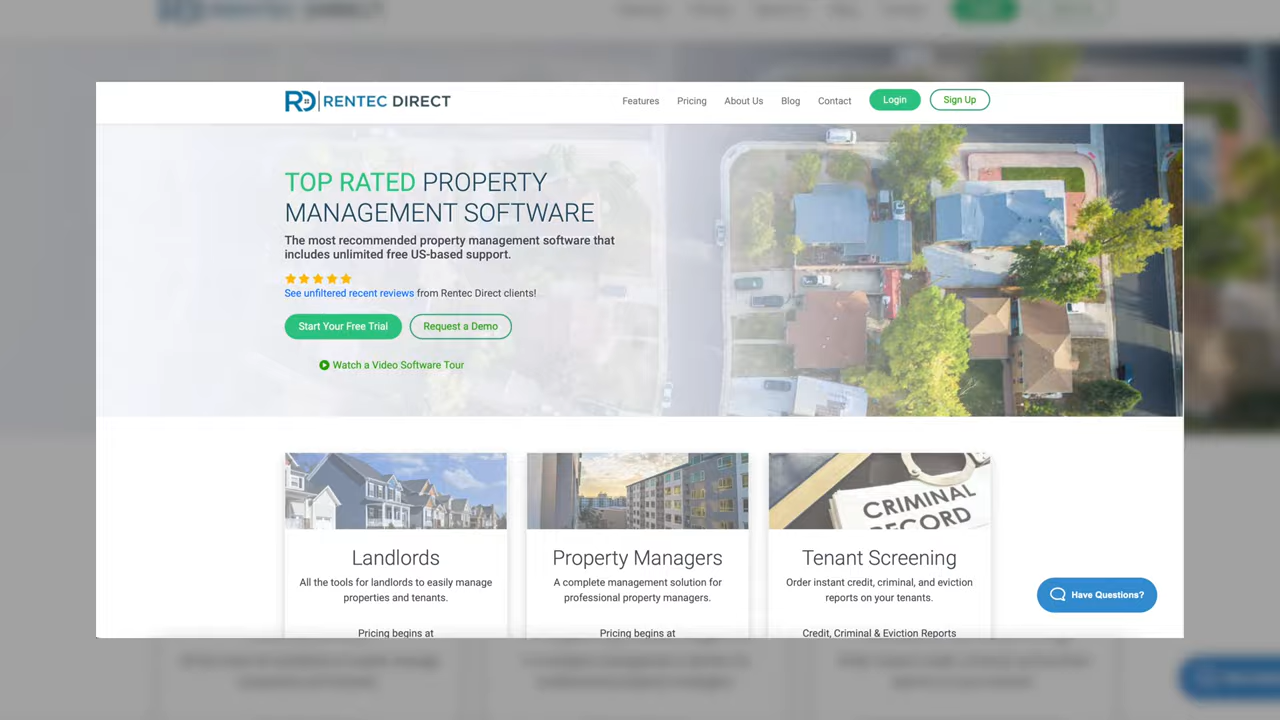 RENTEC DIRECT
Features Pricing About Us Blog Contact Login Sign Up
TOP RATED PROPERTY
MANAGEMENT SOFTWARE
The most recommended property management software that
includes unlimited free US-based support.
See unfiltered recent reviews from Rentec Direct clients!
Start Your Free Trial Request a Demo
Watch a Video Software Tour
CRIMINAL
RECORD
Landlords
All the tools for landlords to easily manage
properties and tenants.
Pricing begins at
Property Managers
A complete management solution for
professional property managers.
Pricing begins at
Tenant Screening
Order instant credit, criminal, and eviction
reports on your tenants.
Credit, Criminal & Eviction Reports
Have Questions?